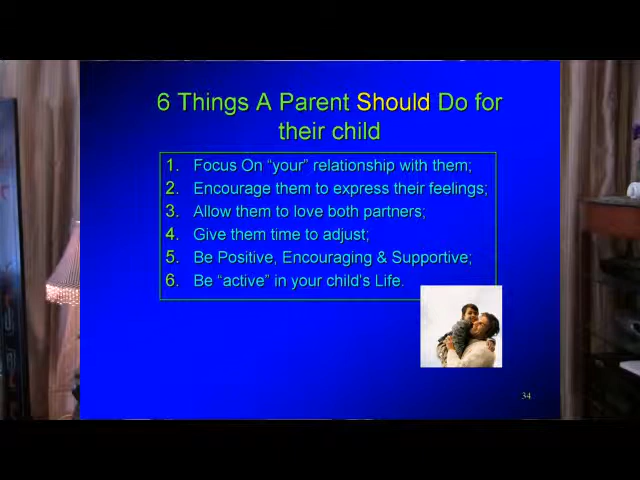 6 Things A Parent Should Do for
their child
1. Focus On "your" relationship with them;
2. Encourage them to express their feelings;
3. Allow them to love both partners;
4. Give them time to adjust;
5. Be Positive, Encouraging & Supportive;
6. Be "active" in your child's Life.
34